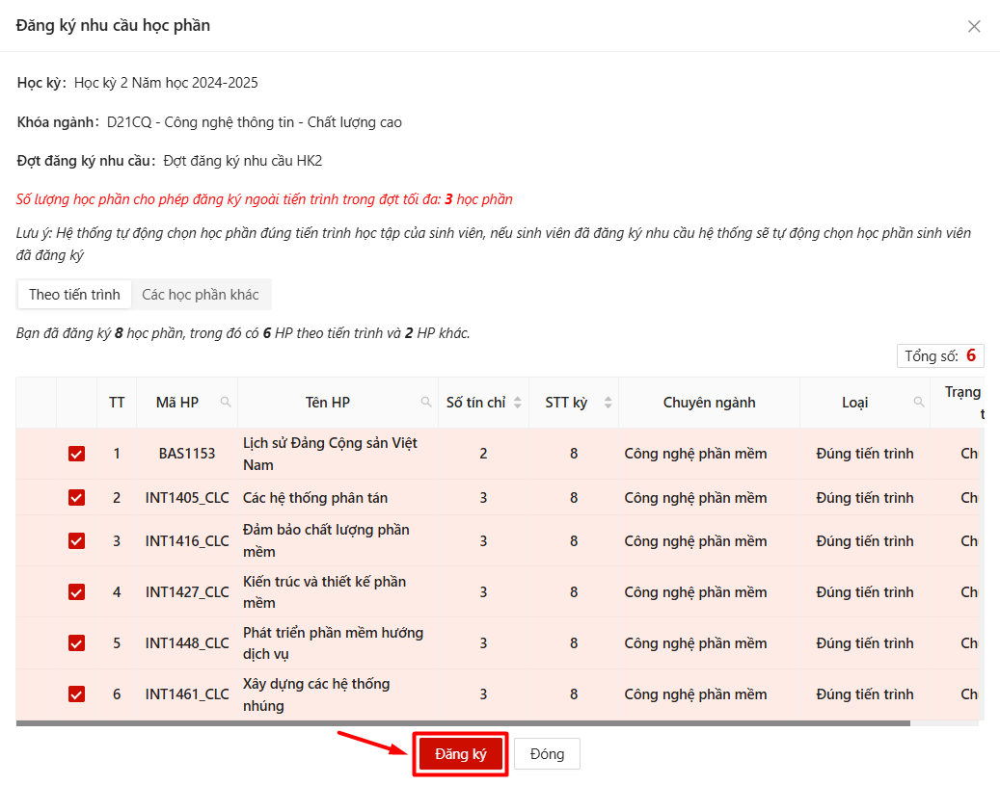 Đăng ký nhu cầu học phần
Học kỳ: Học kỳ 2 Năm học 2024-2025
Khóa ngành: D21CQ - Công nghệ thông tin - Chất lượng cao
Đợt đăng ký nhu cầu: Đợt đăng ký nhu cầu HK2
Số lượng học phần cho phép đăng ký ngoài tiến trình trong đợt tối đa: 3 học phần
Lưu ý: Hệ thống tự động chọn học phần đúng tiến trình học tập của sinh viên, nếu sinh viên đã đăng ký nhu cầu hệ thống sẽ tự động chọn học phần sinh viên
đã đăng ký
Theo tiến trình Các học phần khác
Bạn đã đăng ký 8 học phần, trong đó có 6 HP theo tiến trình và 2 HP khác.
Tổng số: 6
TT Mã HP Tên HP Số tín chỉ STT kỳ Chuyên ngành Loại Trạng
t
1 BAS1153 Lịch sử Đảng Cộng sản Việt Nam 2 8 Công nghệ phần mềm Đúng tiến trình Ch
2 INT1405_CLC Các hệ thống phân tán 3 8 Công nghệ phần mềm Đúng tiến trình Ch
3 INT1416_CLC Đảm bảo chất lượng phần mềm 3 8 Công nghệ phần mềm Đúng tiến trình Ch
4 INT1427_CLC Kiến trúc và thiết kế phần mềm 3 8 Công nghệ phần mềm Đúng tiến trình Ch
5 INT1448_CLC Phát triển phần mềm hướng dịch vụ 3 8 Công nghệ phần mềm Đúng tiến trình Ch
6 INT1461_CLC Xây dựng các hệ thống nhúng 3 8 Công nghệ phần mềm Đúng tiến trình Ch
Đăng ký Đóng